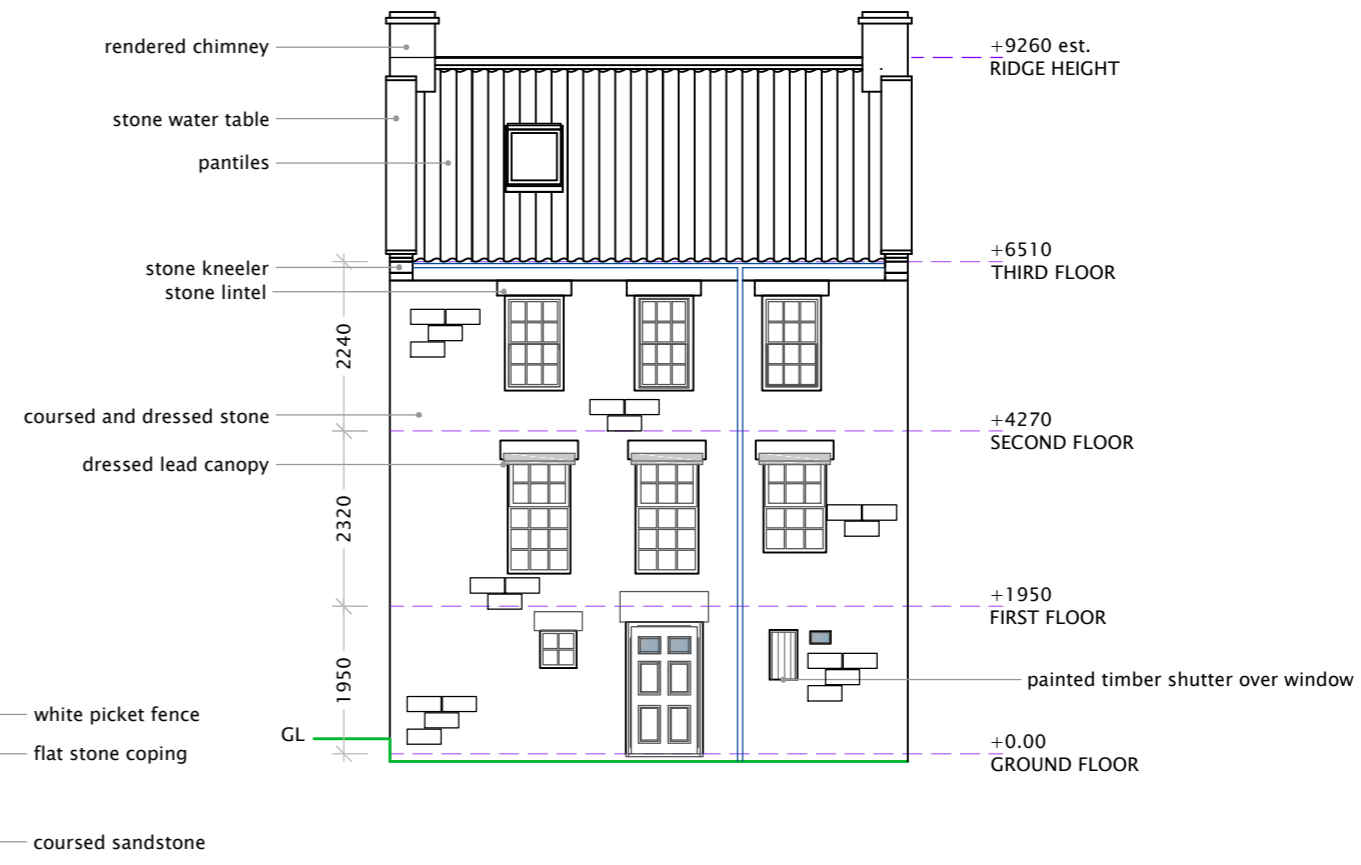 rendered chimney
+9260 est.
RIDGE HEIGHT
stone water table
pantiles
+6510
THIRD FLOOR
stone kneeler
stone lintel
2240
coursed and dressed stone
+4270
SECOND FLOOR
dressed lead canopy
2320
+1950
FIRST FLOOR
1950
painted timber shutter over window
white picket fence
GL
flat stone coping
+0.00
GROUND FLOOR
coursed sandstone